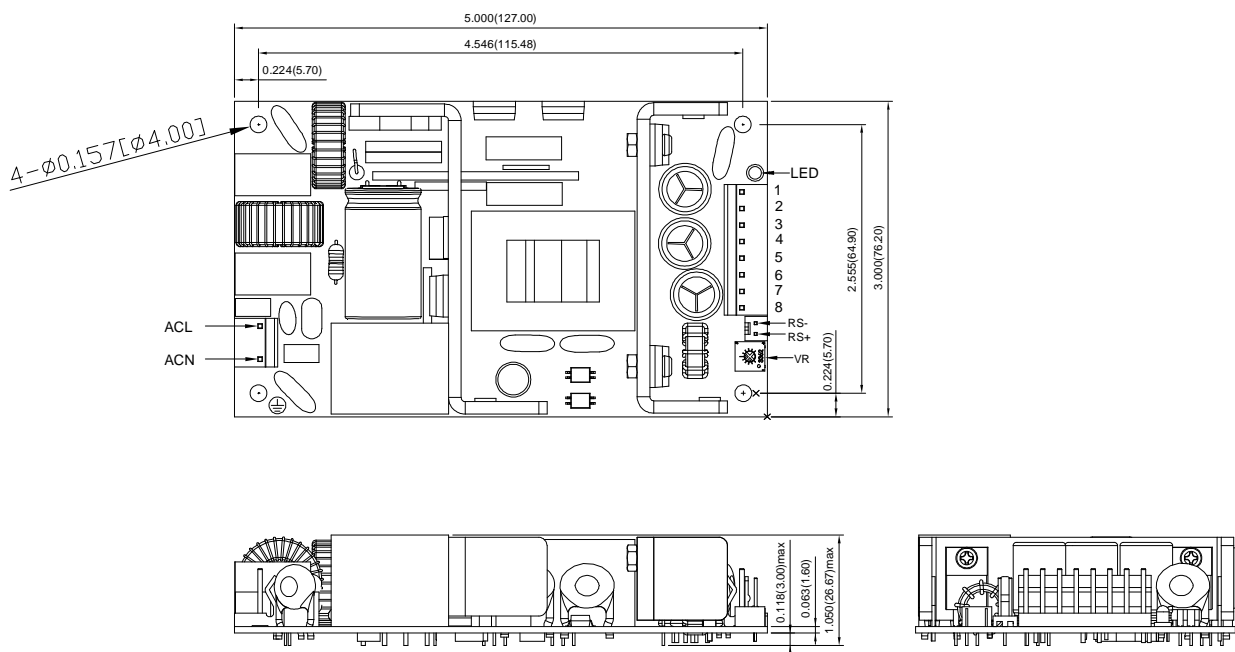 5.000(127.00)
4.546(115.48)
0.224(5.70)
4-Ø0.157[Ø4.00]
LED
1
2
3
4
5
6
7
8
RS-
RS+
VR
ACL
ACN
2.555(64.90)
3.000(76.20)
0.224(5.70)
0.118(3.00)max
0.063(1.60)
1.050(26.67)max